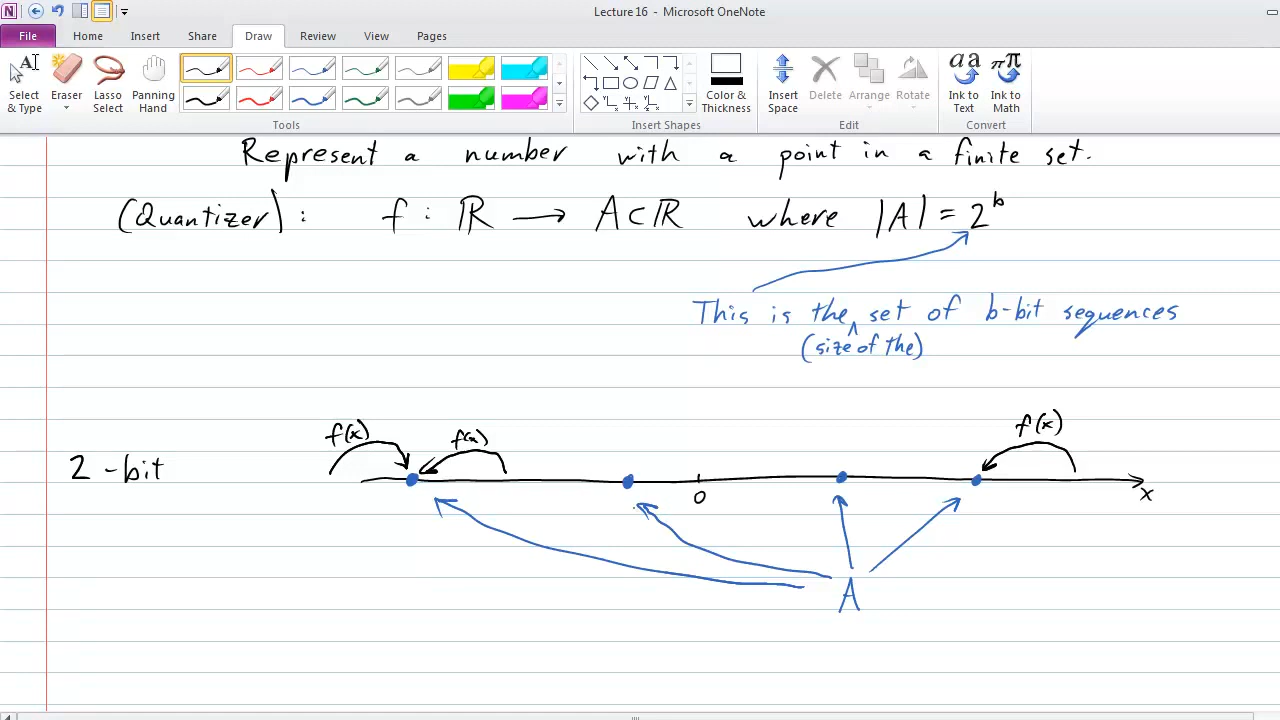 Lecture 16 - Microsoft OneNote
File Home Insert Share Draw Review View Pages
Select & Type Eraser Lasso Select Panning Hand Color & Thickness Insert Space Delete Arrange Rotate Ink to Text Ink to Math
Tools Insert Shapes Edit Convert
Represent a number with a point in a finite set.
(Quantizer): f : ℝ → A⊂ℝ where |A| = 2^b
This is the ^ set of b-bit sequences
(size of the)
f(x) f(x) f(x)
2-bit
0 x
A